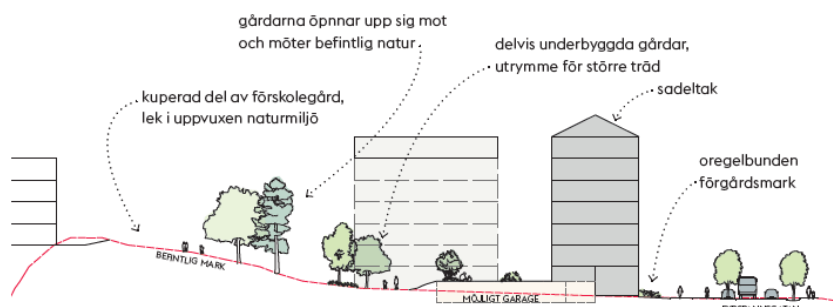 gårdarna öpnnar upp sig mot
och möter befintlig natur
delvis underbyggda gårdar,
utrymme för större träd
sadeltak
kuperad del av förskolegård,
lek i uppvuxen naturmiljö
oregelbunden
förgårdsmark
BEFINTLIG MARK
MÖJLIGT GARAGE